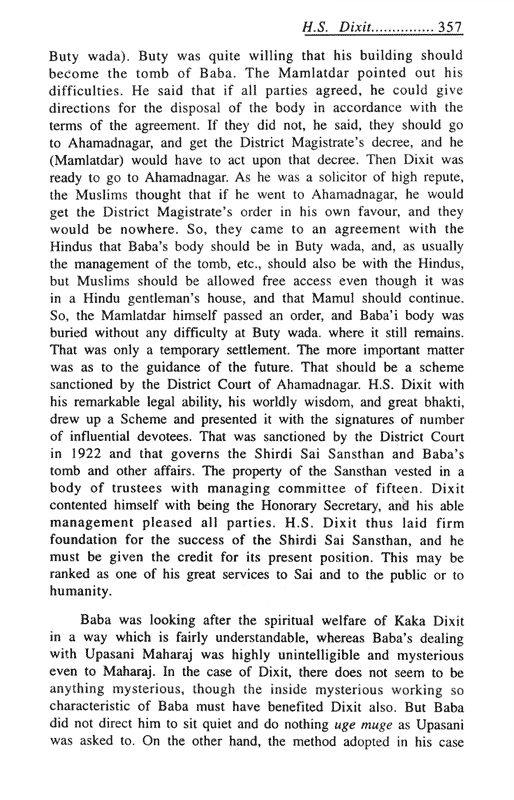 H.S. Dixit............... 357
Buty wada). Buty was quite willing that his building should
become the tomb of Baba. The Mamlatdar pointed out his
difficulties. He said that if all parties agreed, he could give
directions for the disposal of the body in accordance with the
terms of the agreement. If they did not, he said, they should go
to Ahamadnagar, and get the District Magistrate's decree, and he
(Mamlatdar) would have to act upon that decree. Then Dixit was
ready to go to Ahamadnagar. As he was a solicitor of high repute,
the Muslims thought that if he went to Ahamadnagar, he would
get the District Magistrate's order in his own favour, and they
would be nowhere. So, they came to an agreement with the
Hindus that Baba's body should be in Buty wada, and, as usually
the management of the tomb, etc., should also be with the Hindus,
but Muslims should be allowed free access even though it was
in a Hindu gentleman's house, and that Mamul should continue.
So, the Mamlatdar himself passed an order, and Baba'i body was
buried without any difficulty at Buty wada. where it still remains.
That was only a temporary settlement. The more important matter
was as to the guidance of the future. That should be a scheme
sanctioned by the District Court of Ahamadnagar. H.S. Dixit with
his remarkable legal ability, his worldly wisdom, and great bhakti,
drew up a Scheme and presented it with the signatures of number
of influential devotees. That was sanctioned by the District Court
in 1922 and that governs the Shirdi Sai Sansthan and Baba's
tomb and other affairs. The property of the Sansthan vested in a
body of trustees with managing committee of fifteen. Dixit
contented himself with being the Honorary Secretary, and his able
management pleased all parties. H.S. Dixit thus laid firm
foundation for the success of the Shirdi Sai Sansthan, and he
must be given the credit for its present position. This may be
ranked as one of his great services to Sai and to the public or to
humanity.
Baba was looking after the spiritual welfare of Kaka Dixit
in a way which is fairly understandable, whereas Baba's dealing
with Upasani Maharaj was highly unintelligible and mysterious
even to Maharaj. In the case of Dixit, there does not seem to be
anything mysterious, though the inside mysterious working so
characteristic of Baba must have benefited Dixit also. But Baba
did not direct him to sit quiet and do nothing uge muge as Upasani
was asked to. On the other hand, the method adopted in his case